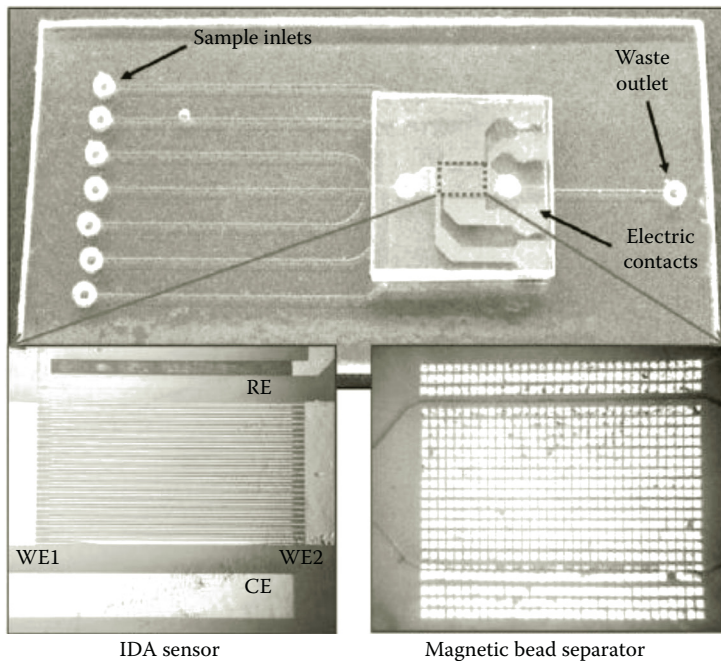 Sample inlets
Waste
outlet
Electric
contacts
RE
WE1
WE2
CE
IDA sensor
Magnetic bead separator